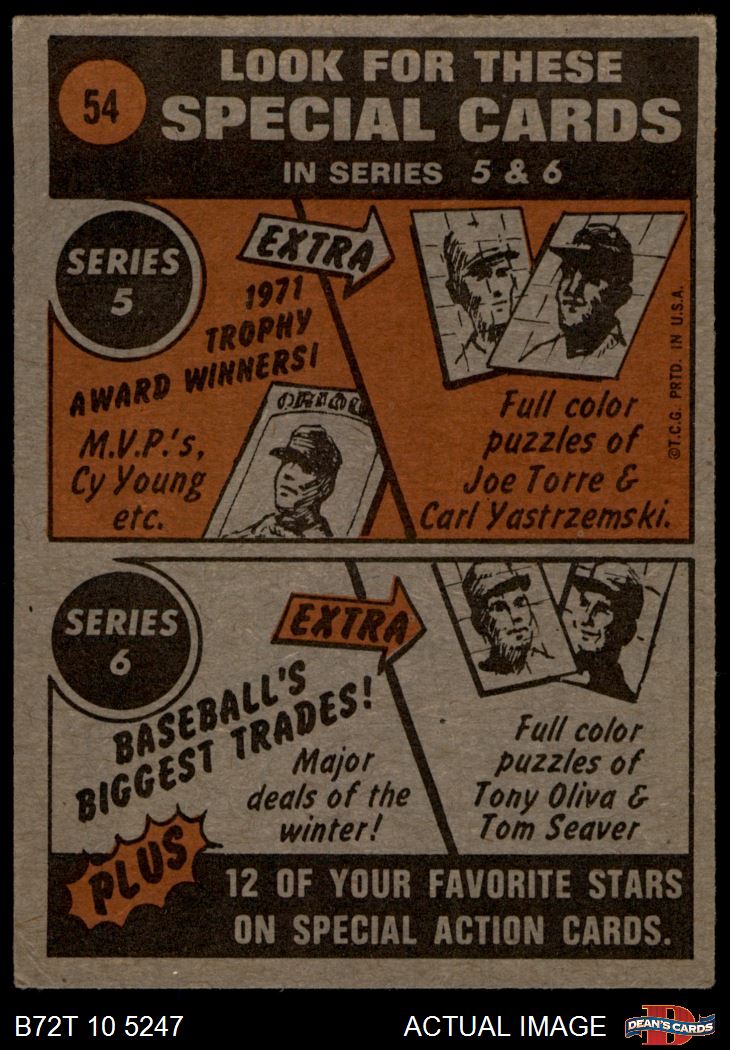 54
LOOK FOR THESE
SPECIAL CARDS
IN SERIES 5 & 6
SERIES
5
EXTRA
1971
TROPHY
AWARD WINNERS!
M.V.P.'s,
Cy Young
etc.
Full color
puzzles of
Joe Torre &
Carl Yastrzemski.
©T.C.G. PRTD. IN U.S.A.
SERIES
6
EXTRA
BASEBALL'S
BIGGEST TRADES!
Major
deals of the
winter!
Full color
puzzles of
Tony Oliva &
Tom Seaver
PLUS
12 OF YOUR FAVORITE STARS
ON SPECIAL ACTION CARDS.
B72T 10 5247
ACTUAL IMAGE
D
DEAN'S CARDS